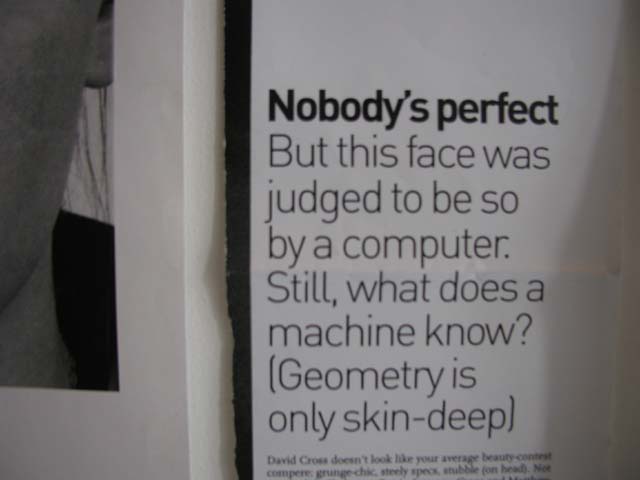 Nobody's perfect
But this face was
judged to be so
by a computer.
Still, what does a
machine know?
(Geometry is
only skin-deep)
David Cross doesn't look like your average beauty-contest
compere: grunge-chic, steely specs, stubble (on head). Not